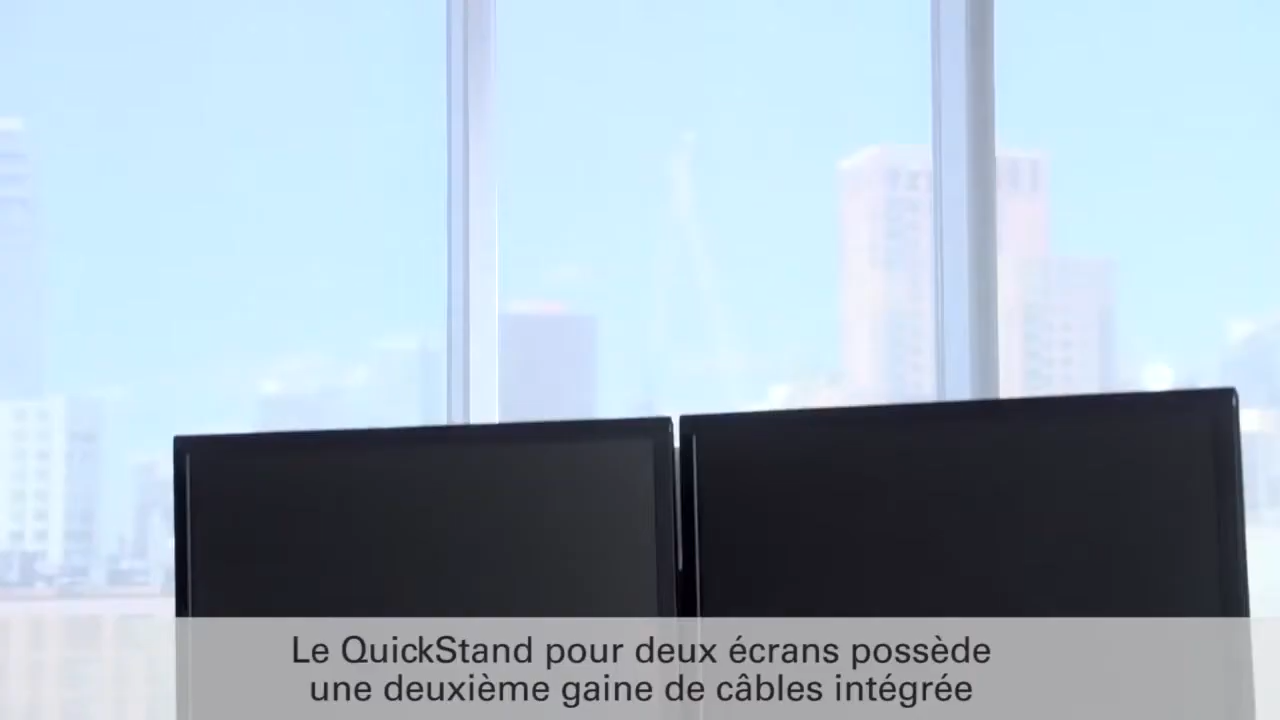 Le QuickStand pour deux écrans possède
une deuxième gaine de câbles intégrée